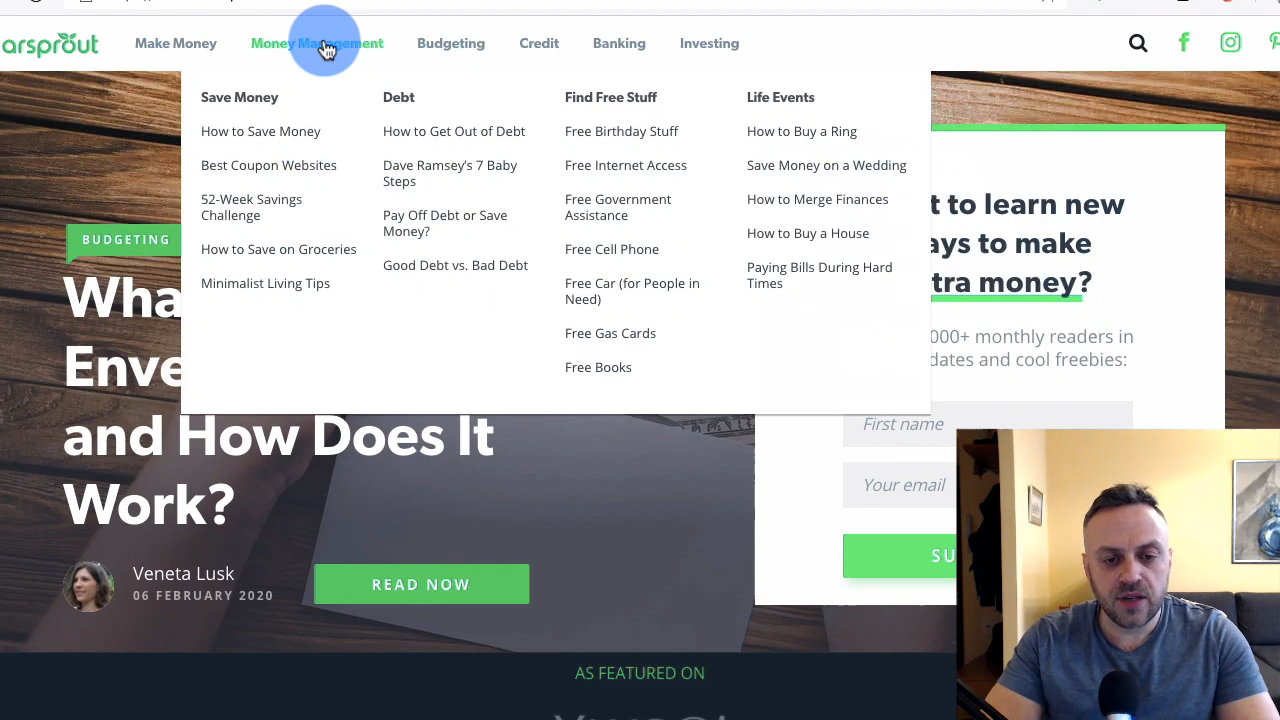 arsprout
Make Money
Money Management
Budgeting
Credit
Banking
Investing
Save Money
How to Save Money
Best Coupon Websites
52-Week Savings
Challenge
How to Save on Groceries
Minimalist Living Tips
Debt
How to Get Out of Debt
Dave Ramsey's 7 Baby
Steps
Pay Off Debt or Save
Money?
Good Debt vs. Bad Debt
Find Free Stuff
Free Birthday Stuff
Free Internet Access
Free Government
Assistance
Free Cell Phone
Free Car (for People in
Need)
Free Gas Cards
Free Books
Life Events
How to Buy a Ring
Save Money on a Wedding
How to Merge Finances
How to Buy a House
Paying Bills During Hard
Times
BUDGETING
Wha
Enve
and How Does It
Work?
Veneta Lusk
06 FEBRUARY 2020
READ NOW
t to learn new
ays to make
tra money?
000+ monthly readers in
dates and cool freebies:
First name
Your email
SU
AS FEATURED ON